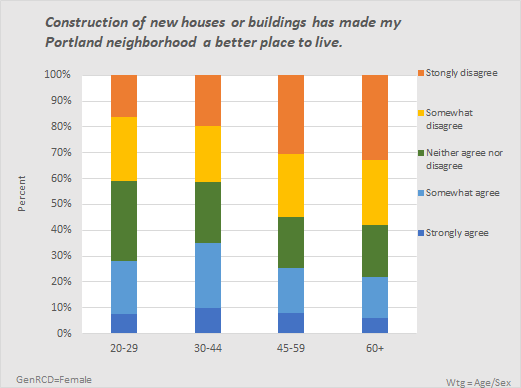 Construction of new houses or buildings has made my
Portland neighborhood a better place to live.
100%
90%
80%
70%
60%
50%
40%
30%
20%
10%
0%
Percent
20-29
30-44
45-59
60+
Stongly disagree
Somewhat
disagree
Neither agree nor
disagree
Somewhat agree
Strongly agree
GenRCD=Female
Wtg = Age/Sex